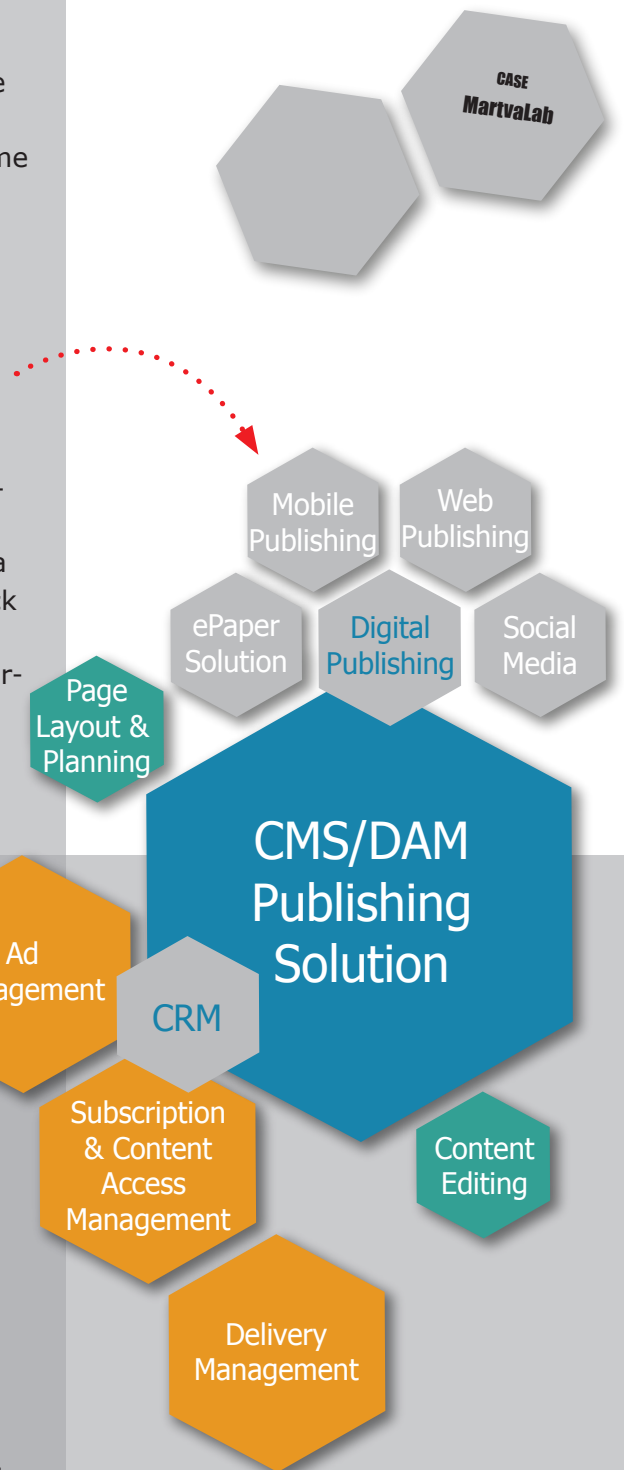 CASE
MartvaLab
Mobile
Publishing
Web
Publishing
ePaper
Solution
Digital
Publishing
Social
Media
Page
Layout &
Planning
CMS/DAM
Publishing
Solution
Ad
agement
CRM
Subscription
& Content
Access
Management
Content
Editing
Delivery
Management